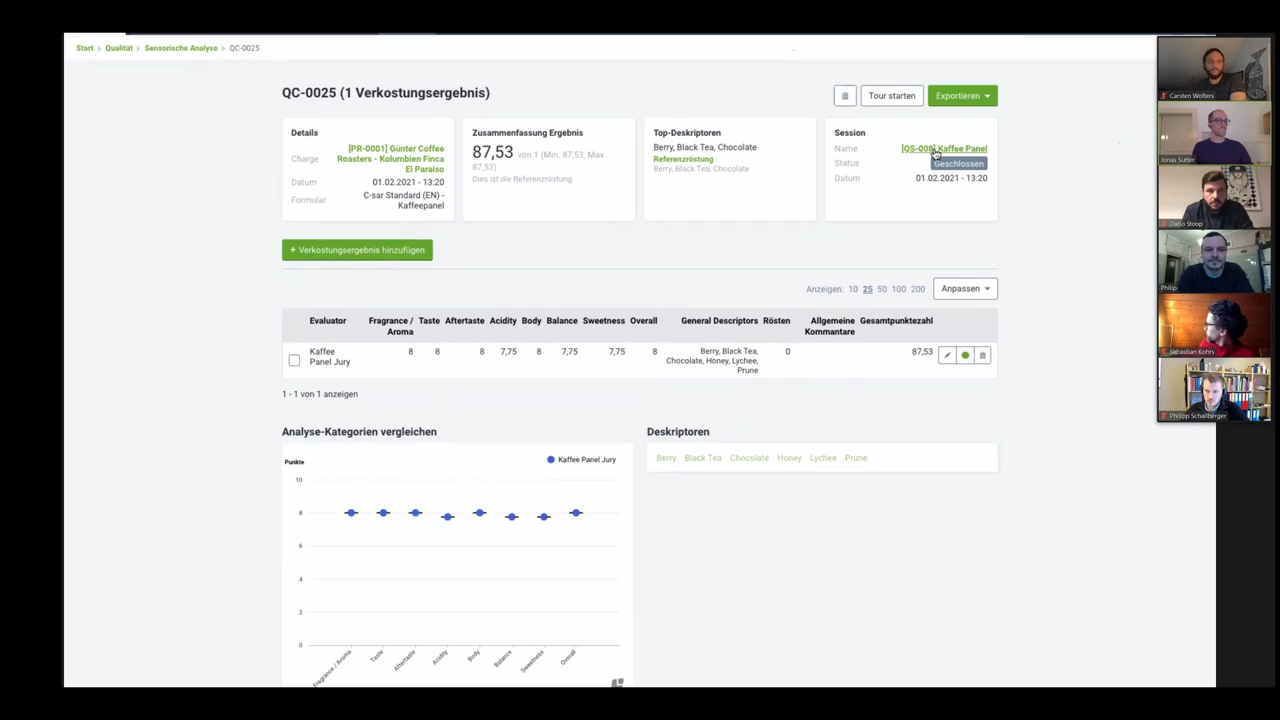 Start > Qualität > Sensorische Analyse > QC-0025
QC-0025 (1 Verkostungsergebnis)
Tour starten
Exportieren
Details
Charge
[PR-0001] Günter Coffee
Roasters - Kolumbien Finca
El Paraiso
Datum 01.02.2021 - 13:20
Formular
C-sar Standard (EN) -
Kaffeepanel
Zusammenfassung Ergebnis
87,53 von 1 (Min. 87,53, Max.
87,53)
Dies ist die Referenzröstung.
Top-Deskriptoren
Berry, Black Tea, Chocolate
Referenzröstung
Berry, Black Tea, Chocolate
Session
Name [QS-008] Kaffee Panel
Status Geschlossen
Datum 01.02.2021 - 13:20
+ Verkostungsergebnis hinzufügen
Anzeigen: 10 25 50 100 200
Anpassen
Evaluator Fragrance / Taste Aftertaste Acidity Body Balance Sweetness Overall General Descriptors Rösten Allgemeine Gesamtpunktezahl
Aroma Kommantare
Kaffee 8 8 8 7,75 8 7,75 7,75 8 Berry, Black Tea, 0 87,53
Panel Jury Chocolate, Honey, Lychee,
Prune
1 - 1 von 1 anzeigen
Analyse-Kategorien vergleichen
Punkte
Kaffee Panel Jury
10
8
6
4
2
0
Fragrance / Aroma
Taste
Aftertaste
Acidity
Body
Balance
Sweetness
Overall
Deskriptoren
Berry Black Tea Chocolate Honey Lychee Prune
Carsten Wolters
Jonas Sutter
Dario Stoop
Philip
Sebastian Kohrs
Philipp Schallberger